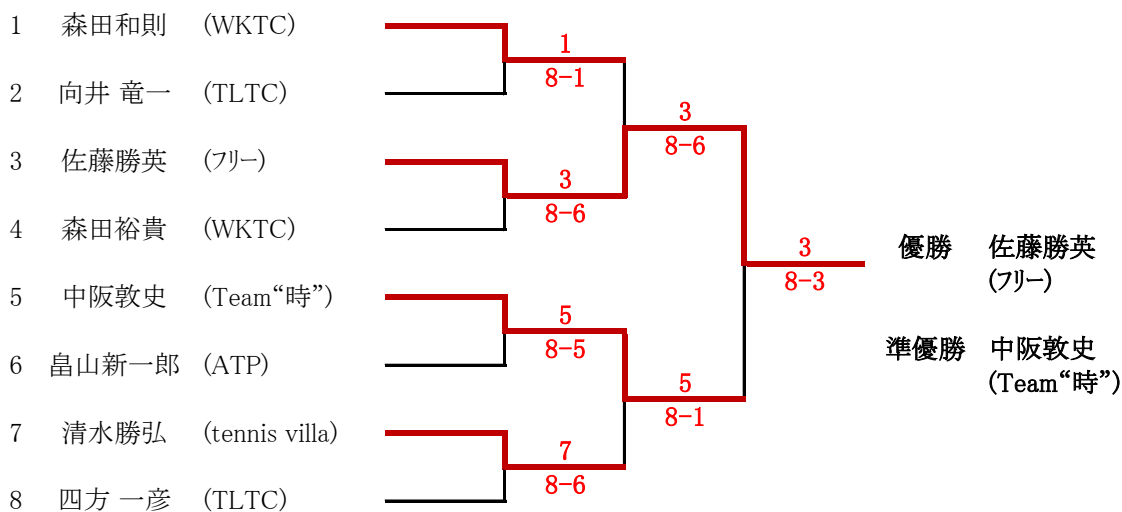 1 森田和則 (WKTC)
1
8-1
2 向井 竜一 (TLTC)
3
8-6
3 佐藤勝英 (フリー)
3
8-6
4 森田裕貴 (WKTC)
3
8-3
優勝 佐藤勝英
(フリー)
5 中阪敦史 (Team“時”)
5
8-5
準優勝 中阪敦史
(Team“時”)
6 畠山新一郎 (ATP)
5
8-1
7 清水勝弘 (tennis villa)
7
8-6
8 四方 一彦 (TLTC)